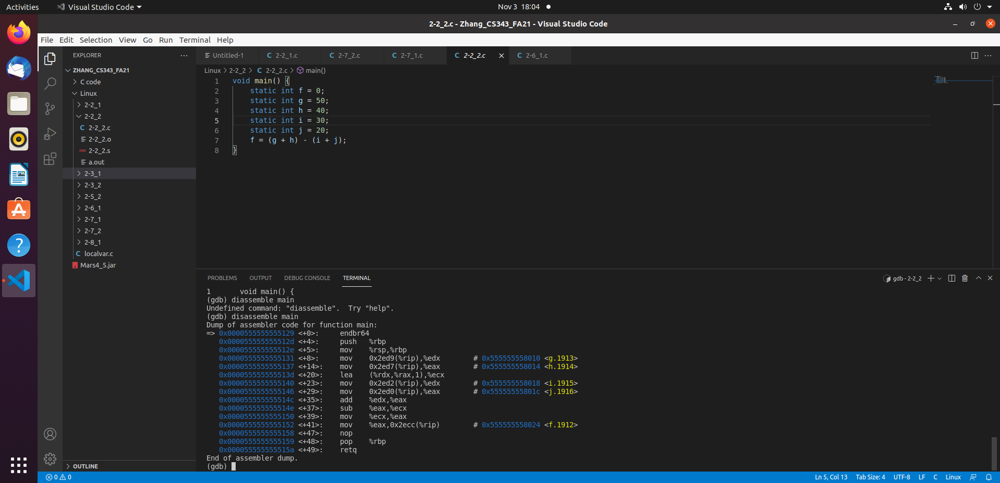 Activities
Visual Studio Code
Nov 3 18:04
2-2_2.c - Zhang_CS343_FA21 - Visual Studio Code
File Edit Selection View Go Run Terminal Help
EXPLORER
ZHANG_CS343_FA21
C code
Linux
2-2_1
2-2_2
C 2-2_2.c
2-2_2.o
ASM 2-2_2.s
a.out
2-3_1
2-3_2
2-5_2
2-6_1
2-7_1
2-7_2
2-8_1
C localvar.c
Mars4_5.jar
OUTLINE
Untitled-1
C 2-2_1.c
C 2-7_2.c
C 2-7_1.c
C 2-2_2.c
C 2-6_1.c
Linux > 2-2_2 > C 2-2_2.c > main()
1 void main() {
2 static int f = 0;
3 static int g = 50;
4 static int h = 40;
5 static int i = 30;
6 static int j = 20;
7 f = (g + h) - (i + j);
8 }
PROBLEMS OUTPUT DEBUG CONSOLE TERMINAL
gdb - 2-2_2
1 void main() {
(gdb) diassemble main
Undefined command: "diassemble". Try "help".
(gdb) disassemble main
Dump of assembler code for function main:
=> 0x0000555555555129 <+0>: endbr64
0x000055555555512d <+4>: push %rbp
0x000055555555512e <+5>: mov %rsp,%rbp
0x0000555555555131 <+8>: mov 0x2ed9(%rip),%edx # 0x555555558010 <g.1913>
0x0000555555555137 <+14>: mov 0x2ed7(%rip),%eax # 0x555555558014 <h.1914>
0x000055555555513d <+20>: lea (%rdx,%rax,1),%ecx
0x0000555555555140 <+23>: mov 0x2ed2(%rip),%edx # 0x555555558018 <i.1915>
0x0000555555555146 <+29>: mov 0x2ed0(%rip),%eax # 0x55555555801c <j.1916>
0x000055555555514c <+35>: add %edx,%eax
0x000055555555514e <+37>: sub %eax,%ecx
0x0000555555555150 <+39>: mov %ecx,%eax
0x0000555555555152 <+41>: mov %eax,0x2ecc(%rip) # 0x555555558024 <f.1912>
0x0000555555555158 <+47>: nop
0x0000555555555159 <+48>: pop %rbp
0x000055555555515a <+49>: retq
End of assembler dump.
(gdb)
0 0
Ln 5, Col 13 Tab Size: 4 UTF-8 LF C Linux